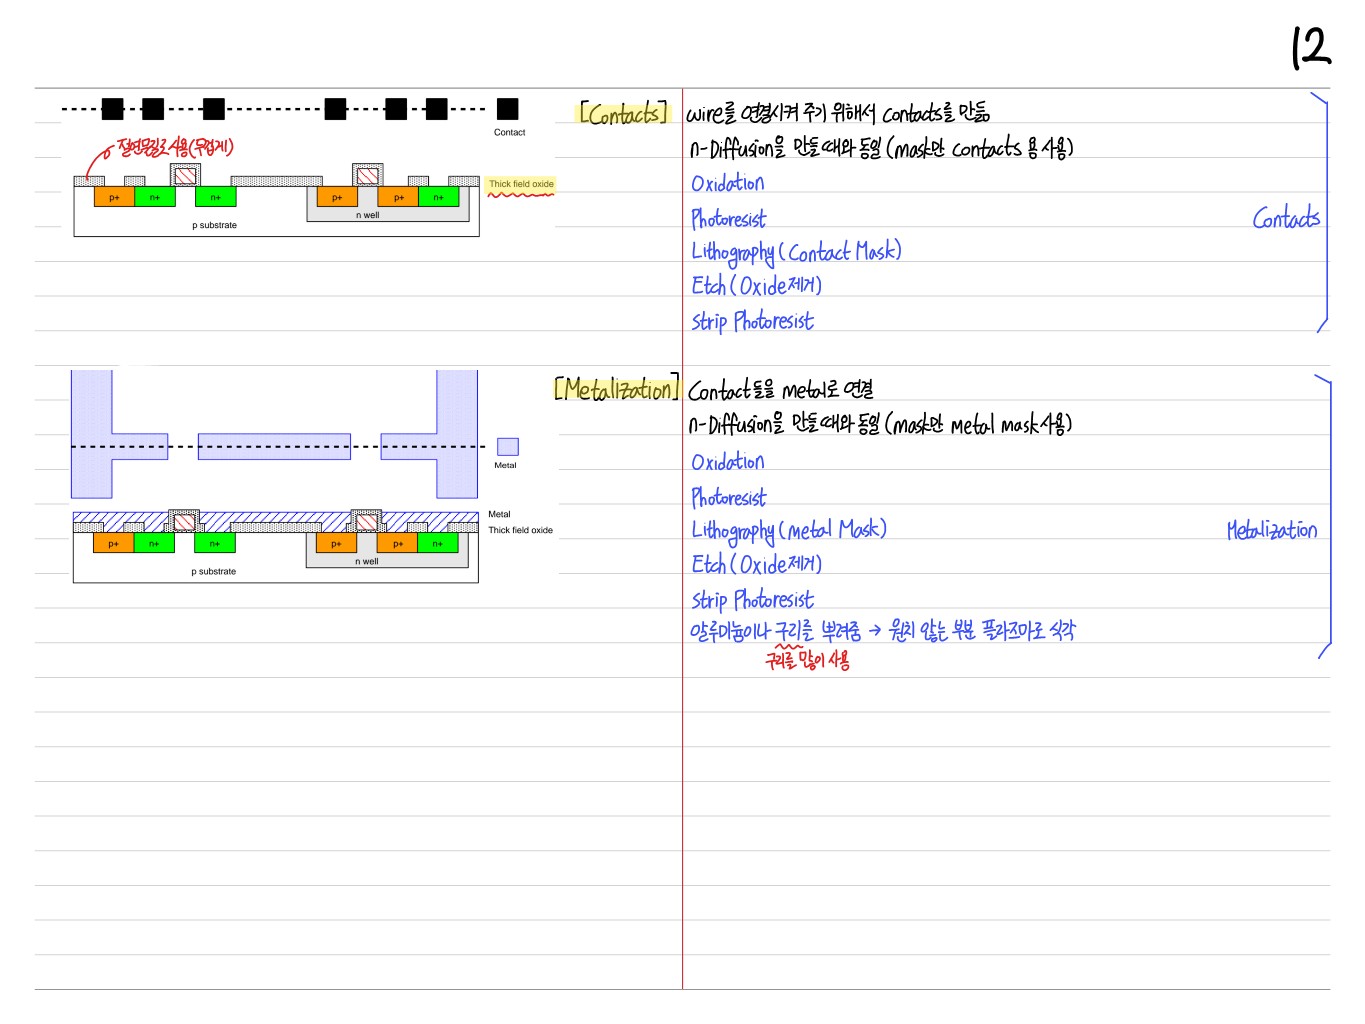 12
[Contacts] wire를 연결시켜 주기 위해서 Contacts를 만듦
Contact
n-Diffusion을 만들때와 동일 (mask만 Contacts 용 사용)
절연물질로 사용(두껍게)
Oxidation
Thick field oxide
p+ n+ n+ p+ p+ n+
n well
p substrate
Photoresist
Contacts
Lithography (Contact Mask)
Etch (Oxide제거)
Strip Photoresist
[Metalization] Contact들을 metal로 연결
n-Diffusion을 만들때와 동일 (mask만 metal mask사용)
Oxidation
Metal
Photoresist
Metal
Thick field oxide
Lithography (metal Mask)
Metalization
p+ n+ n+ p+ p+ n+
n well
p substrate
Etch (Oxide제거)
Strip Photoresist
알루미늄이나 구리를 뿌려줌 → 원치 않는 부분 플라즈마로 식각
구리를 많이 사용